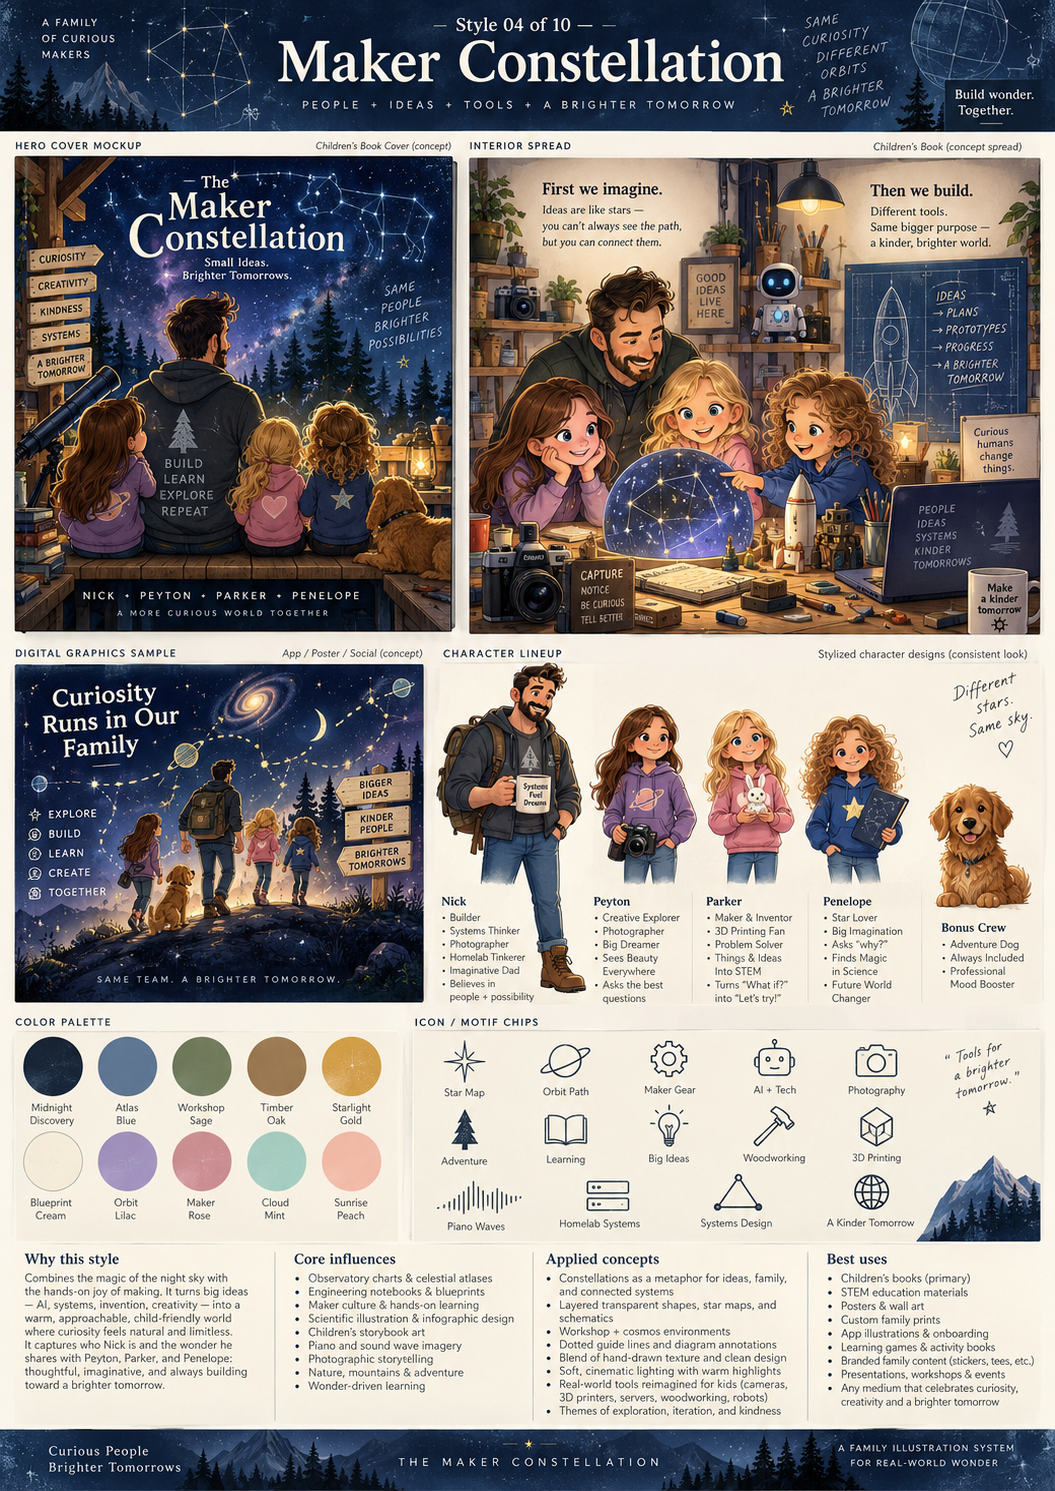 A FAMILY
OF CURIOUS
MAKERS
— Style 04 of 10 — —
Maker Constellation
PEOPLE + IDEAS + TOOLS + A BRIGHTER TOMORROW
SAME
CURIOSITY
DIFFERENT
ORBITS
A BRIGHTER
TOMORROW
Build wonder.
Together.
HERO COVER MOCKUP
Children's Book Cover (concept)
The
Maker
Constellation
Small Ideas.
Brighter Tomorrows.
CURIOSITY
CREATIVITY
KINDNESS
SYSTEMS
A BRIGHTER
TOMORROW
SAME
PEOPLE
BRIGHTER
POSSIBILITIES
BUILD
LEARN
EXPLORE
REPEAT
NICK + PEYTON + PARKER + PENELOPE
A MORE CURIOUS WORLD TOGETHER
INTERIOR SPREAD
Children's Book (concept spread)
First we imagine.
Ideas are like stars —
you can't always see the path,
but you can connect them.
Then we build.
Different tools.
Same bigger purpose —
a kinder, brighter world.
GOOD
IDEAS
LIVE
HERE
IDEAS
→ PLANS
→ PROTOTYPES
→ PROGRESS
→ A BRIGHTER
TOMORROW
Curious
humans
change
things.
PEOPLE
IDEAS
SYSTEMS
KINDER
TOMORROWS
CAPTURE
NOTICE
BE CURIOUS
TELL BETTER
Make
a kinder
tomorrow
DIGITAL GRAPHICS SAMPLE
App / Poster / Social (concept)
Curiosity
Runs in Our
Family
EXPLORE
BUILD
LEARN
CREATE
TOGETHER
BIGGER
IDEAS
KINDER
PEOPLE
BRIGHTER
TOMORROWS
SAME TEAM. A BRIGHTER TOMORROW.
CHARACTER LINEUP
Stylized character designs (consistent look)
Different
stars.
Same sky.
Systems
Fuel
Dreams
Nick
• Builder
• Systems Thinker
• Photographer
• Homelab Tinkerer
• Imaginative Dad
• Believes in
people + possibility
Peyton
• Creative Explorer
• Photographer
• Big Dreamer
• Sees Beauty
Everywhere
• Asks the best
questions
Parker
• Maker & Inventor
• 3D Printing Fan
• Problem Solver
• Things & Ideas
Into STEM
• Turns "What if?"
into "Let's try!"
Penelope
• Star Lover
• Big Imagination
• Asks "why?"
• Finds Magic
in Science
• Future World
Changer
Bonus Crew
• Adventure Dog
• Always Included
• Professional
Mood Booster
COLOR PALETTE
Midnight
Discovery
Atlas
Blue
Workshop
Sage
Timber
Oak
Starlight
Gold
Blueprint
Cream
Orbit
Lilac
Maker
Rose
Cloud
Mint
Sunrise
Peach
ICON / MOTIF CHIPS
Star Map
Orbit Path
Maker Gear
AI + Tech
Photography
Adventure
Learning
Big Ideas
Woodworking
3D Printing
Piano Waves
Homelab Systems
Systems Design
A Kinder Tomorrow
"Tools for
a brighter
tomorrow."
Why this style
Combines the magic of the night sky with
the hands-on joy of making. It turns big ideas
— AI, systems, invention, creativity — into a
warm, approachable, child-friendly world
where curiosity feels natural and limitless.
It captures who Nick is and the wonder he
shares with Peyton, Parker, and Penelope:
thoughtful, imaginative, and always building
toward a brighter tomorrow.
Core influences
• Observatory charts & celestial atlases
• Engineering notebooks & blueprints
• Maker culture & hands-on learning
• Scientific illustration & infographic design
• Children's storybook art
• Piano and sound wave imagery
• Photographic storytelling
• Nature, mountains & adventure
• Wonder-driven learning
Applied concepts
• Constellations as a metaphor for ideas, family,
and connected systems
• Layered transparent shapes, star maps, and
schematics
• Workshop + cosmos environments
• Dotted guide lines and diagram annotations
• Blend of hand-drawn texture and clean design
• Soft, cinematic lighting with warm highlights
• Real-world tools reimagined for kids (cameras,
3D printers, servers, woodworking, robots)
• Themes of exploration, iteration, and kindness
Best uses
• Children's books (primary)
• STEM education materials
• Posters & wall art
• Custom family prints
• App illustrations & onboarding
• Learning games & activity books
• Branded family content (stickers, tees, etc.)
• Presentations, workshops & events
• Any medium that celebrates curiosity,
creativity and a brighter tomorrow
Curious People
Brighter Tomorrows
THE MAKER CONSTELLATION
A FAMILY ILLUSTRATION SYSTEM
FOR REAL-WORLD WONDER